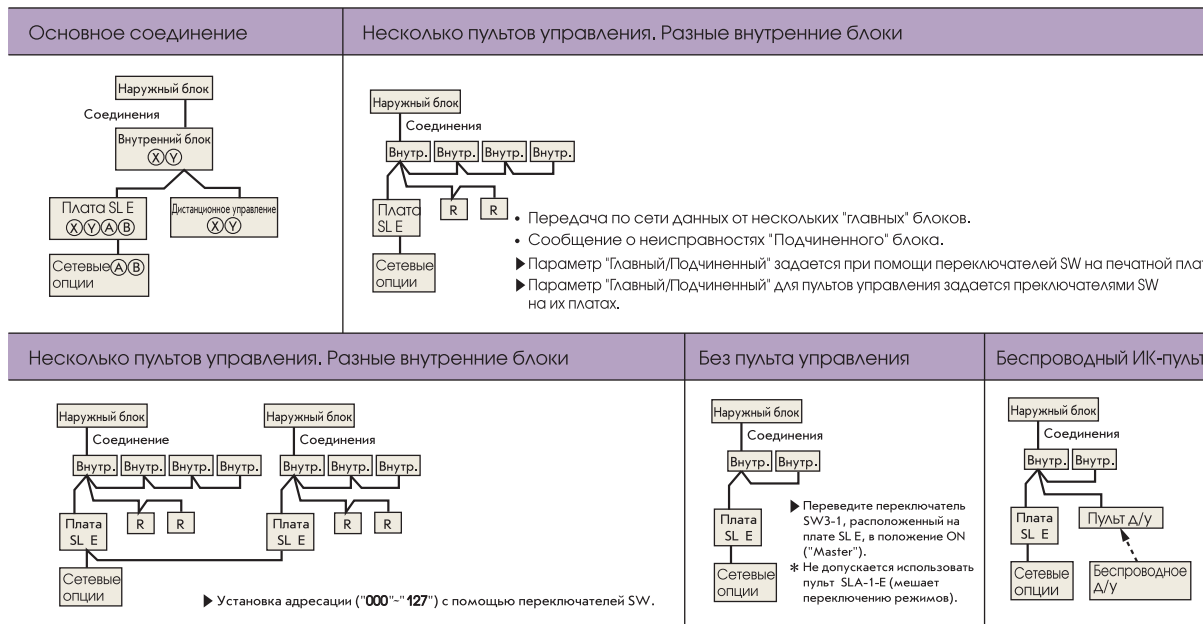 Основное соединение
Наружный блок
Соединения
Внутренний блок
Ⓧ Ⓨ
Плата SL E
Ⓧ Ⓨ Ⓐ Ⓑ
Дистанционное управление
Ⓧ Ⓨ
Сетевые Ⓐ Ⓑ
опции
Несколько пультов управления. Разные внутренние блоки
Наружный блок
Соединения
Внутр. Внутр. Внутр. Внутр.
Плата
SL E
R R
Сетевые
опции
• Передача по сети данных от нескольких "главных" блоков.
• Сообщение о неисправностях "Подчиненного" блока.
▶ Параметр "Главный/Подчиненный" задается при помощи переключателей SW на печатной плат
▶ Параметр "Главный/Подчиненный" для пультов управления задается преключателями SW
на их платах.
Несколько пультов управления. Разные внутренние блоки
Наружный блок
Соединение
Внутр. Внутр. Внутр. Внутр.
Плата
SL E
R R
Сетевые
опции
Наружный блок
Соединения
Внутр. Внутр. Внутр.
Плата
SL E
R R
▶ Установка адресации ("000"~"127") с помощью переключателей SW.
Без пульта управления
Наружный блок
Соединения
Внутр. Внутр.
Плата
SL E
Сетевые
опции
▶ Переведите переключатель
SW3-1, расположенный на
плате SL E, в положение ON
("Master").
* Не допускается использовать
пульт SLA-1-E (мешает
переключению режимов).
Беспроводный ИК-пульт
Наружный блок
Соединения
Внутр. Внутр.
Плата
SL E
Пульт д/у
Сетевые
опции
Беспроводное
д/у